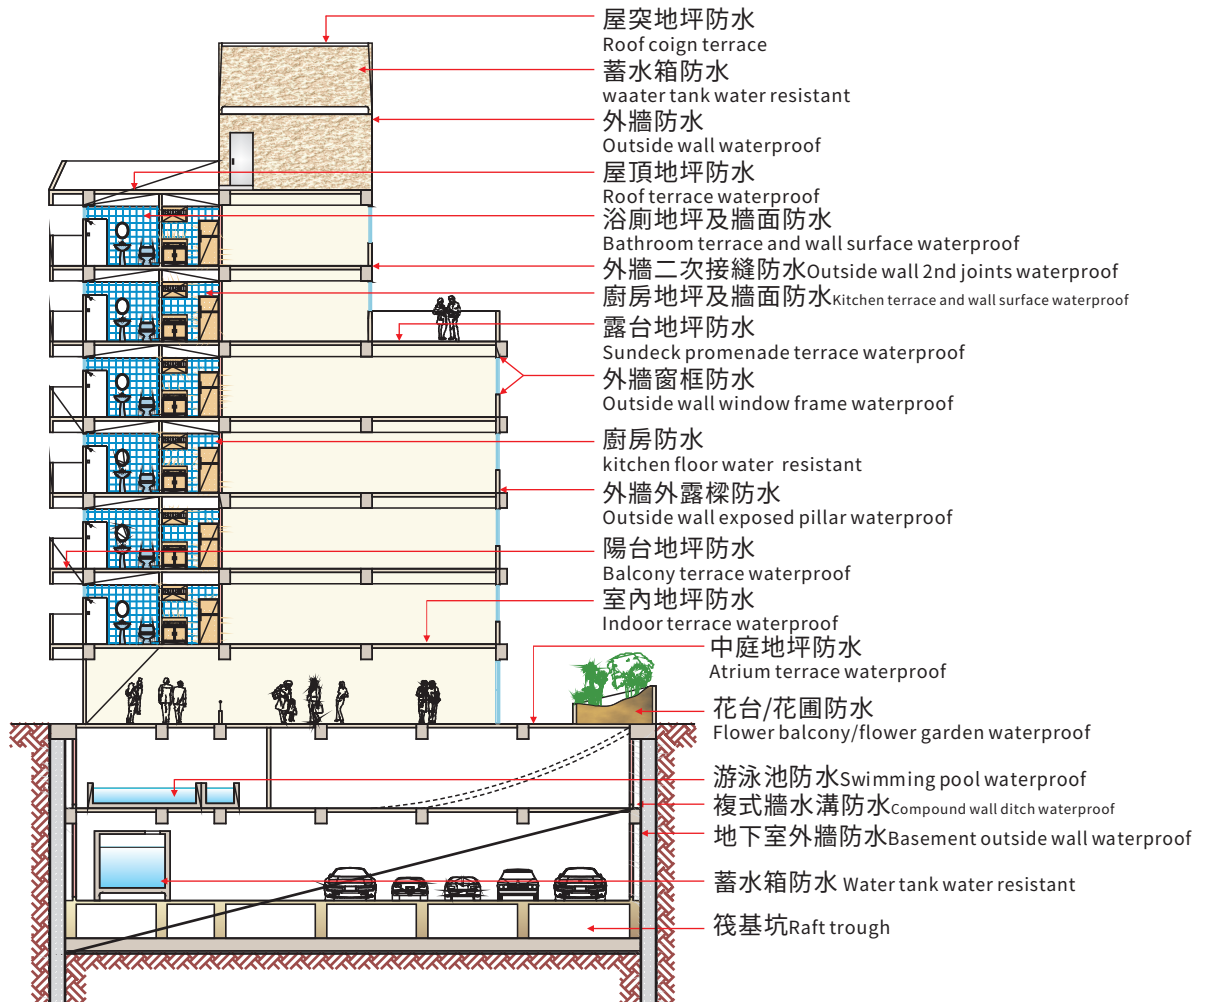 屋突地坪防水
Roof coign terrace
蓄水箱防水
waater tank water resistant
外牆防水
Outside wall waterproof
屋頂地坪防水
Roof terrace waterproof
浴廁地坪及牆面防水
Bathroom terrace and wall surface waterproof
外牆二次接縫防水Outside wall 2nd joints waterproof
廚房地坪及牆面防水Kitchen terrace and wall surface waterproof
露台地坪防水
Sundeck promenade terrace waterproof
外牆窗框防水
Outside wall window frame waterproof
廚房防水
kitchen floor water resistant
外牆外露樑防水
Outside wall exposed pillar waterproof
陽台地坪防水
Balcony terrace waterproof
室內地坪防水
Indoor terrace waterproof
中庭地坪防水
Atrium terrace waterproof
花台/花圃防水
Flower balcony/flower garden waterproof
游泳池防水Swimming pool waterproof
複式牆水溝防水Compound wall ditch waterproof
地下室外牆防水Basement outside wall waterproof
蓄水箱防水 Water tank water resistant
筏基坑Raft trough